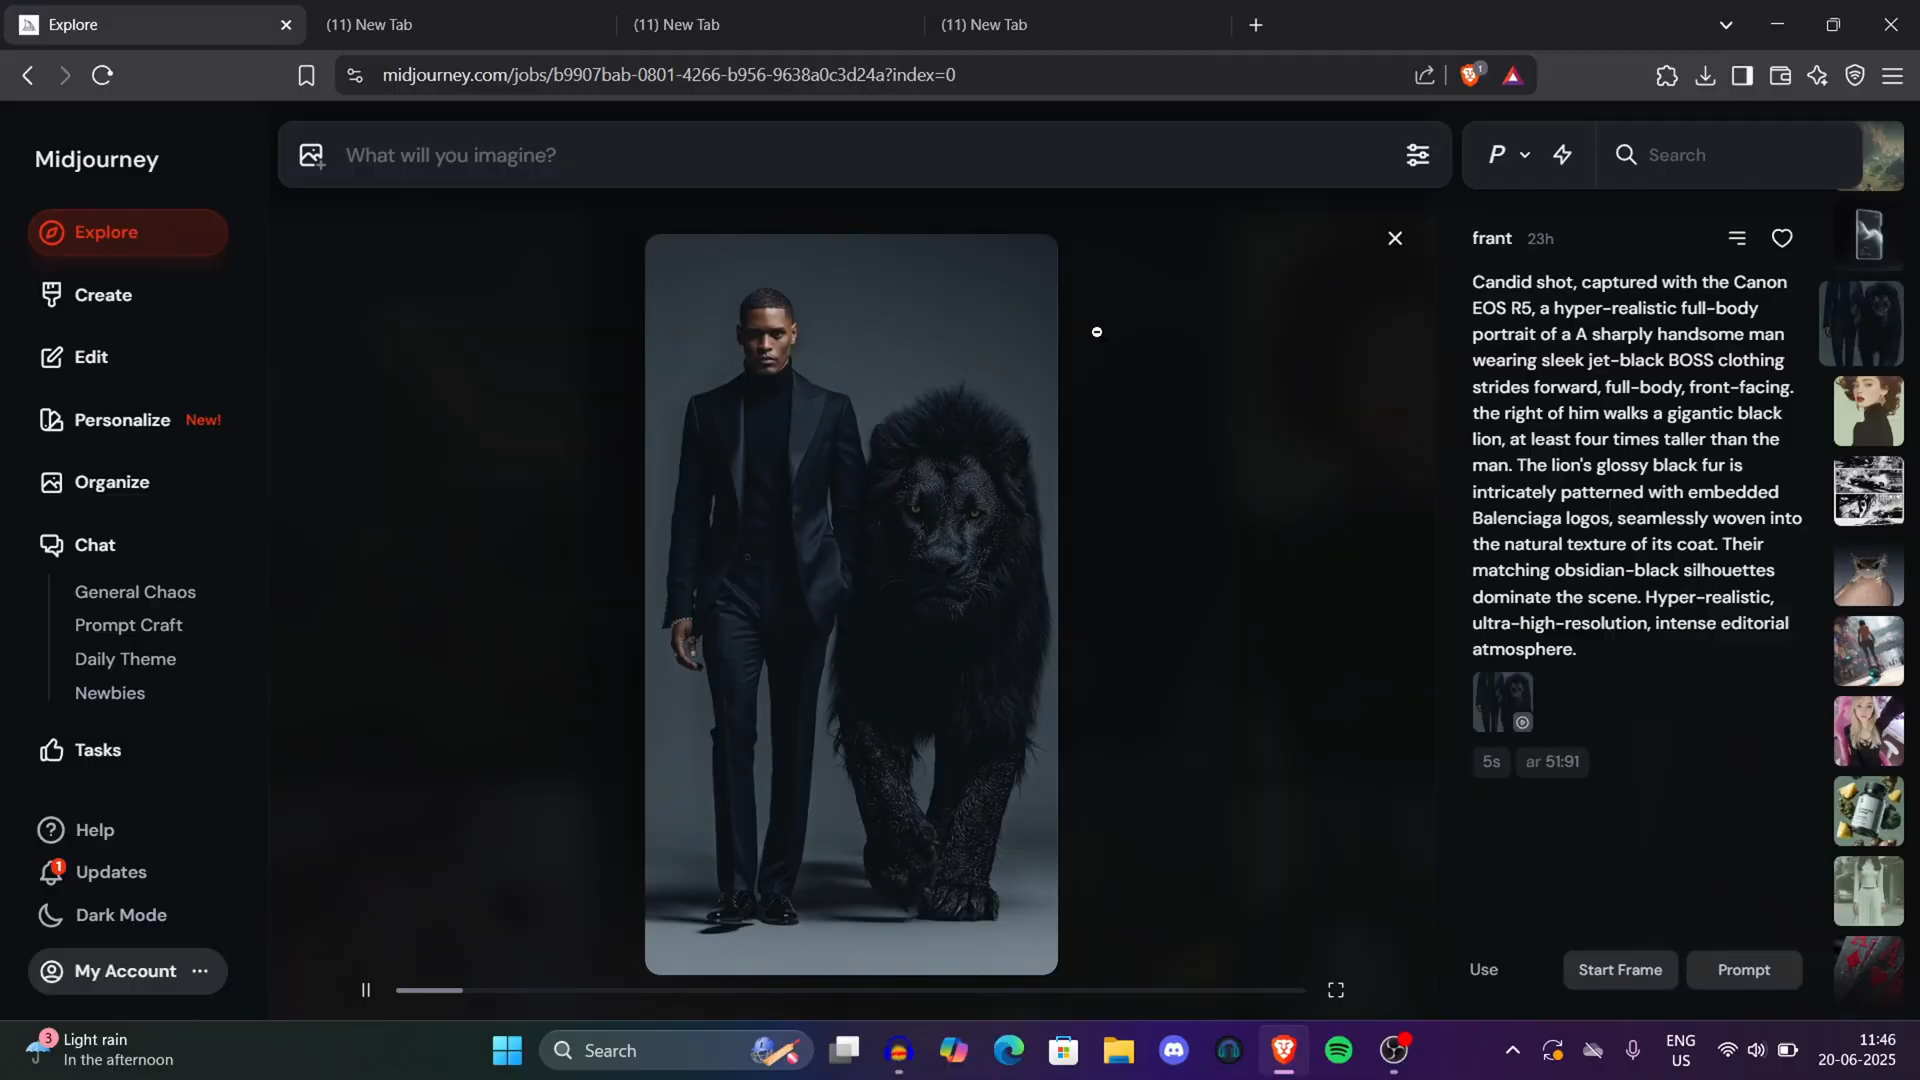 Explore
(11) New Tab
(11) New Tab
(11) New Tab
midjourney.com/jobs/b9907bab-0801-4266-b956-9638a0c3d24a?index=0
1
Midjourney
What will you imagine?
P
Search
Explore
Create
Edit
Personalize New!
Organize
Chat
General Chaos
Prompt Craft
Daily Theme
Newbies
Tasks
Help
1
Updates
Dark Mode
My Account
frant 23h
Candid shot, captured with the Canon
EOS R5, a hyper-realistic full-body
portrait of a A sharply handsome man
wearing sleek jet-black BOSS clothing
strides forward, full-body, front-facing.
the right of him walks a gigantic black
lion, at least four times taller than the
man. The lion's glossy black fur is
intricately patterned with embedded
Balenciaga logos, seamlessly woven into
the natural texture of its coat. Their
matching obsidian-black silhouettes
dominate the scene. Hyper-realistic,
ultra-high-resolution, intense editorial
atmosphere.
5s ar 51:91
Use Start Frame Prompt
3
Light rain
In the afternoon
Search
ENG
US
11:46
20-06-2025